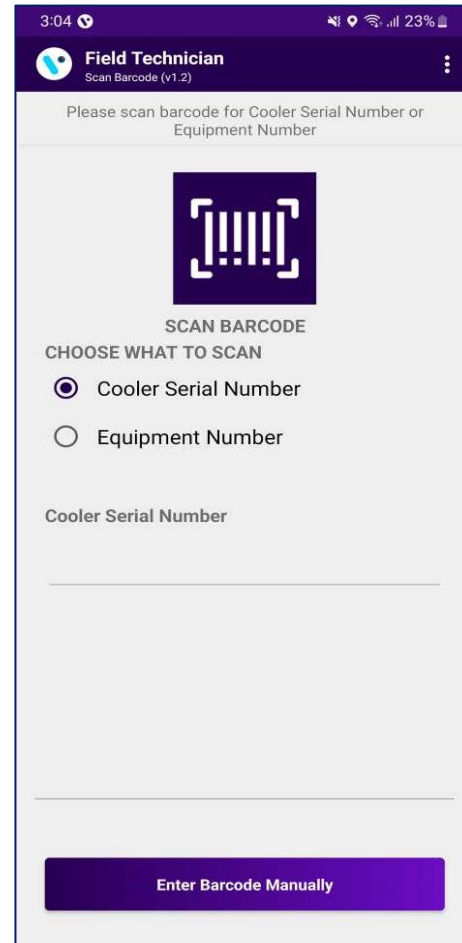 3:04 23%
Field Technician
Scan Barcode (v1.2)
Please scan barcode for Cooler Serial Number or
Equipment Number
SCAN BARCODE
CHOOSE WHAT TO SCAN
Cooler Serial Number
Equipment Number
Cooler Serial Number
Enter Barcode Manually